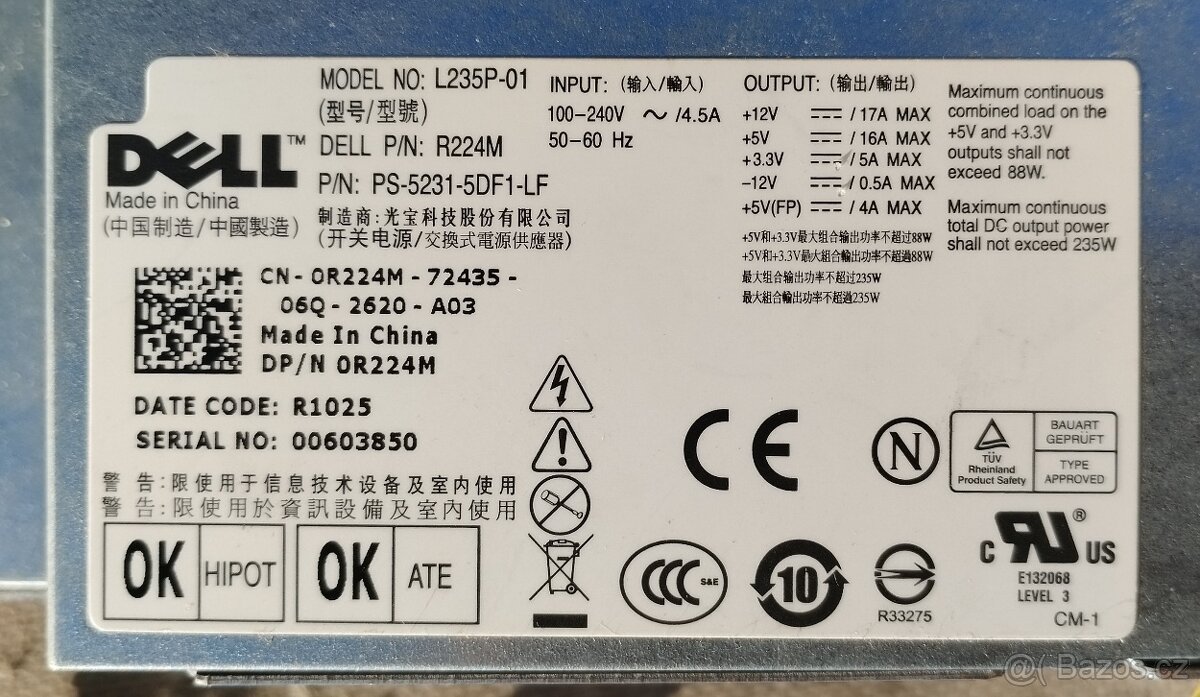 DELL™
Made in China
(中国制造/中國製造)
MODEL NO: L235P-01
(型号/型號)
DELL P/N: R224M
P/N: PS-5231-5DF1-LF
制造商:光宝科技股份有限公司
(开关电源/交換式電源供應器)
INPUT: (输入/輸入)
100-240V ～ /4.5A
50-60 Hz
OUTPUT: (输出/輸出)
+12V ⎓ / 17A MAX
+5V ⎓ / 16A MAX
+3.3V ⎓ / 5A MAX
-12V ⎓ / 0.5A MAX
+5V(FP) ⎓ / 4A MAX
+5V和+3.3V最大组合输出功率不超过88W
+5V和+3.3V最大組合輸出功率不超過88W
最大组合输出功率不超过235W
最大組合輸出功率不超過235W
Maximum continuous
combined load on the
+5V and +3.3V
outputs shall not
exceed 88W.
Maximum continuous
total DC output power
shall not exceed 235W
CN - 0R224M - 72435 -
06Q - 2620 - A03
Made In China
DP/N 0R224M
DATE CODE: R1025
SERIAL NO: 00603850
警 告:限使用于信息技术设备及室内使用
警 告:限使用於資訊設備及室內使用
OK HIPOT
OK ATE
CE
N
TÜV
Rheinland
Product Safety
BAUART
GEPRÜFT
TYPE
APPROVED
CCC S&E
10
R33275
c RU® US
E132068
LEVEL 3
CM-1
@( Bazos.cz